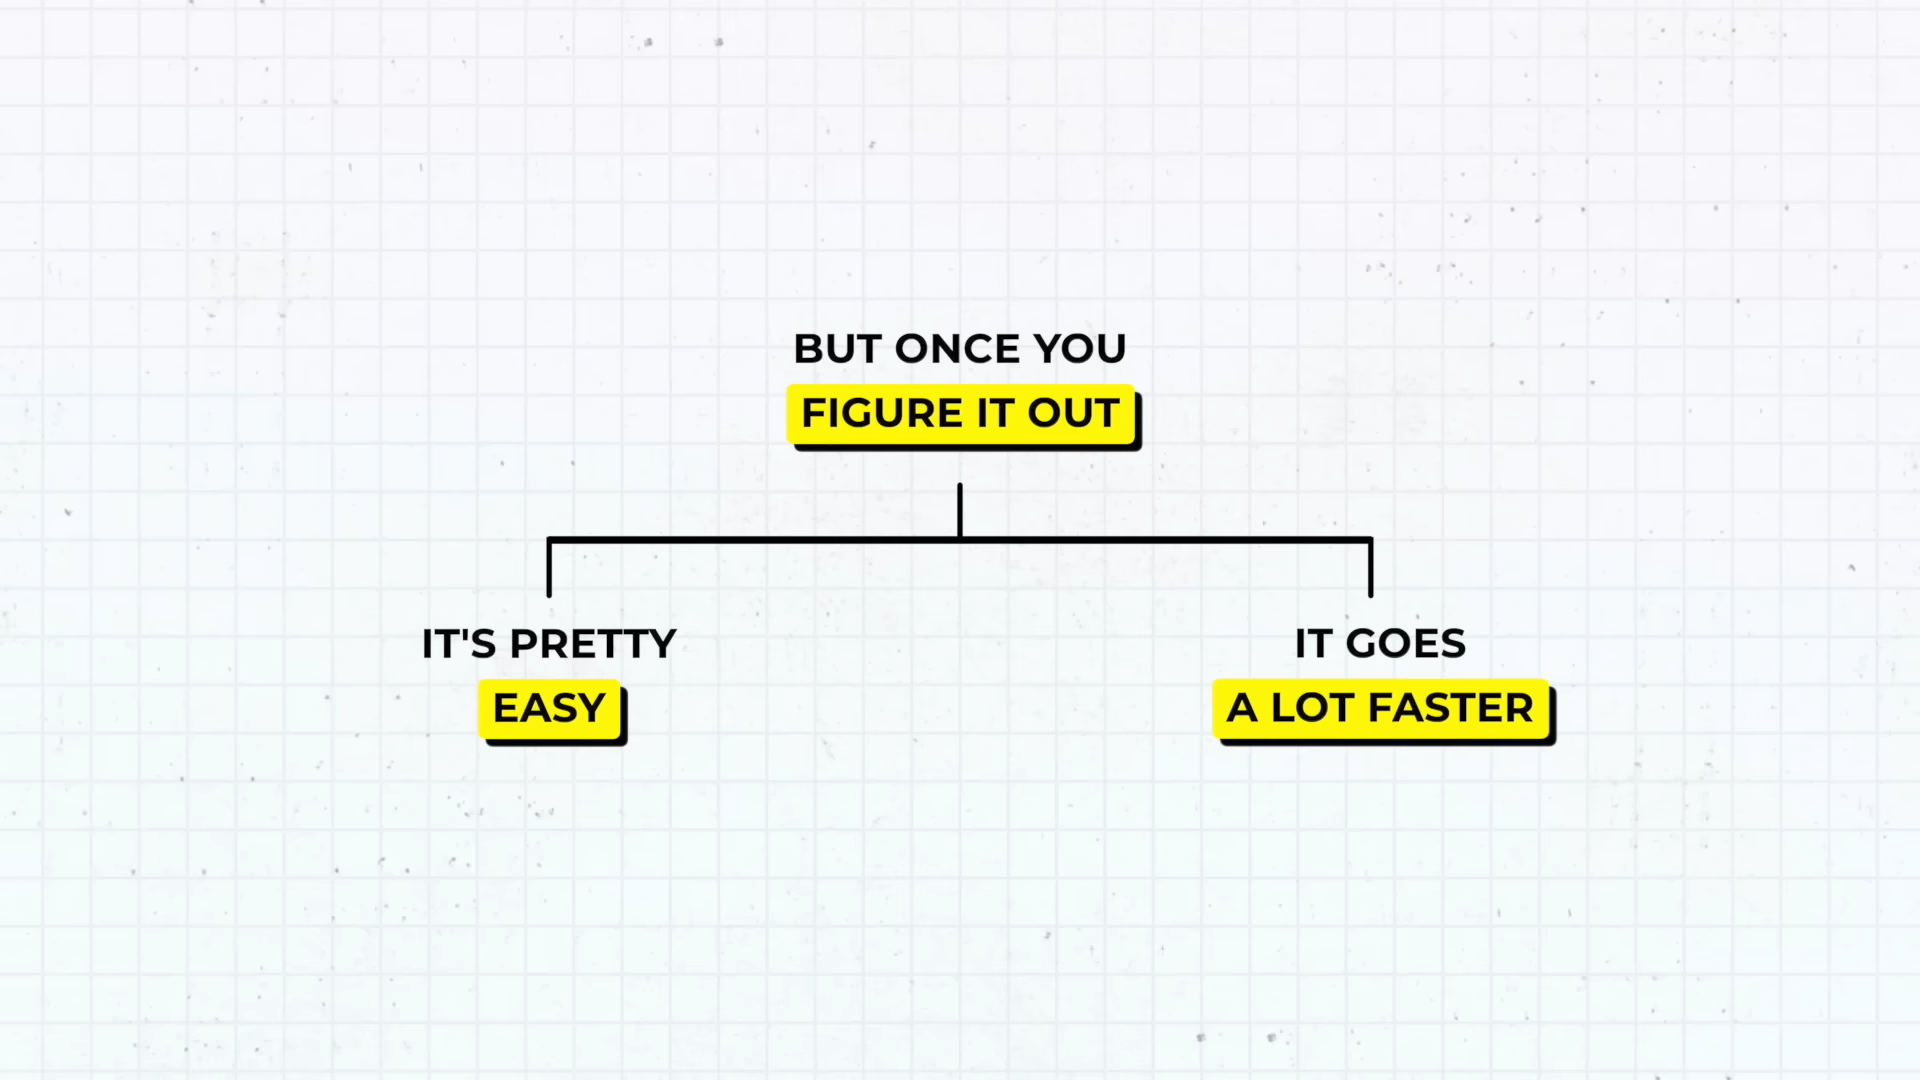 BUT ONCE YOU
FIGURE IT OUT
IT'S PRETTY
EASY
IT GOES
A LOT FASTER